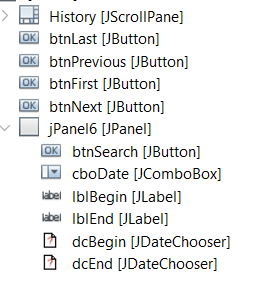 History [JScrollPane]
OK btnLast [JButton]
OK btnPrevious [JButton]
OK btnFirst [JButton]
OK btnNext [JButton]
jPanel6 [JPanel]
OK btnSearch [JButton]
cboDate [JComboBox]
label lblBegin [JLabel]
label lblEnd [JLabel]
dcBegin [JDateChooser]
dcEnd [JDateChooser]